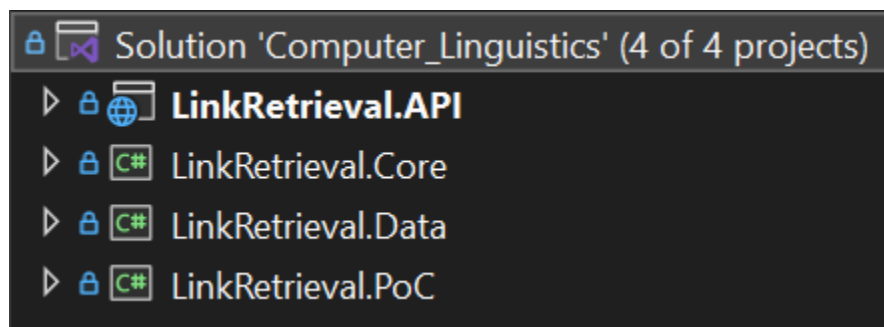 Solution 'Computer_Linguistics' (4 of 4 projects)
LinkRetrieval.API
C# LinkRetrieval.Core
C# LinkRetrieval.Data
C# LinkRetrieval.PoC